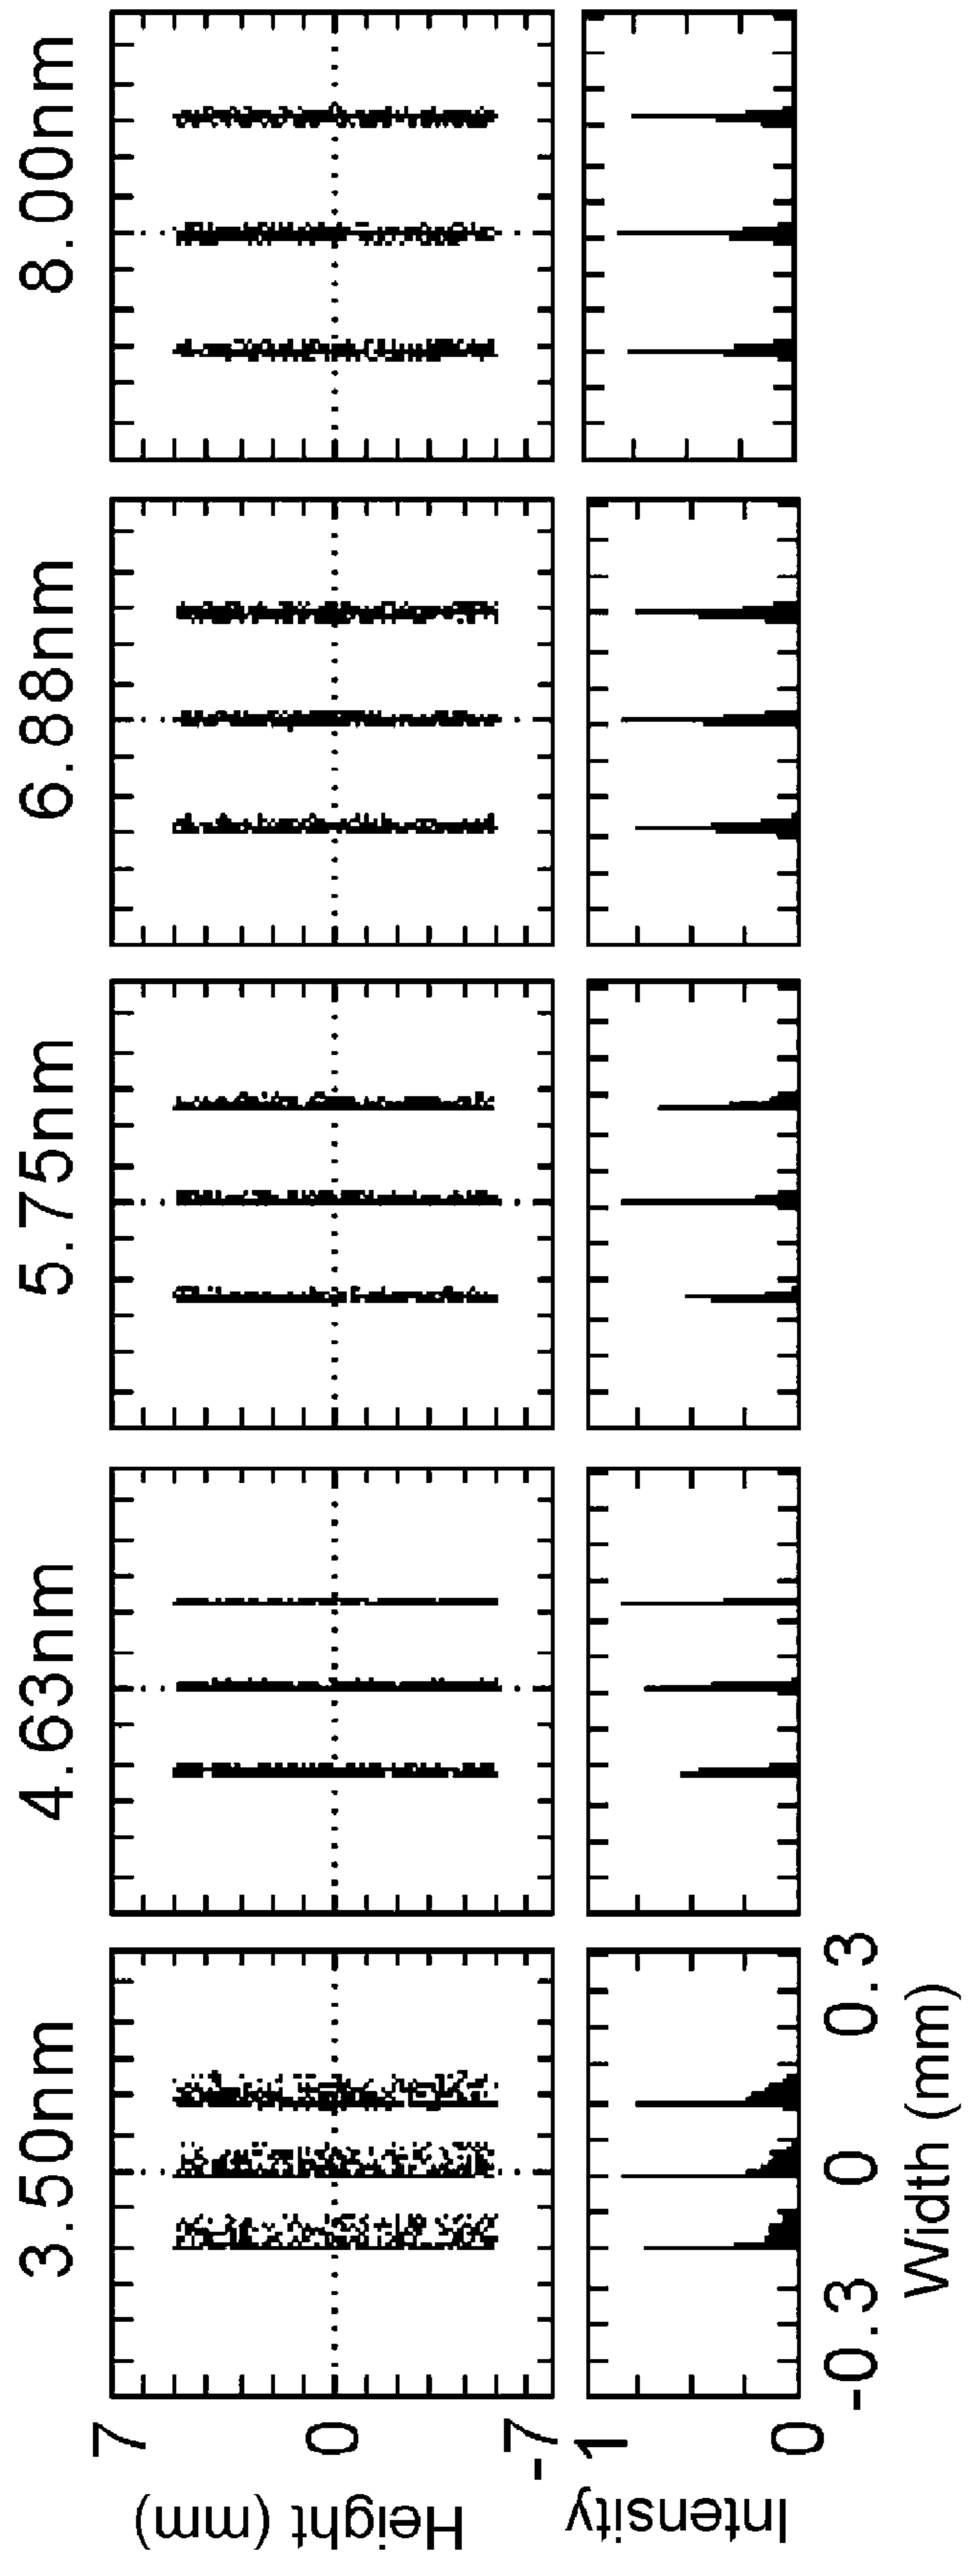 3.50nm 4.63nm 5.75nm 6.88nm 8.00nm
7
0
-7
Height (mm)
1
0
Intensity
-0.3 0 0.3
Width (mm)